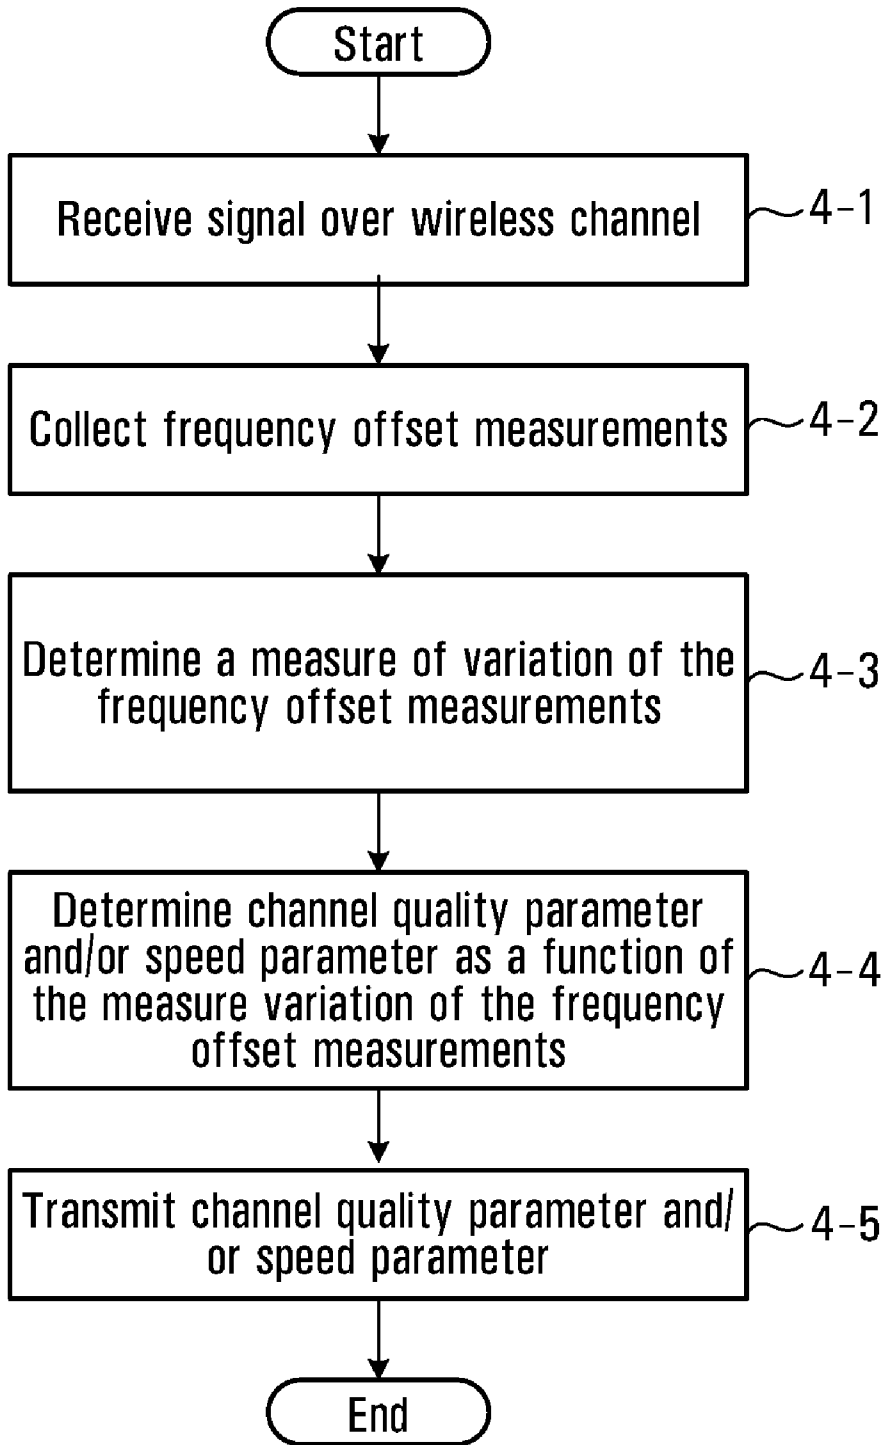 Start
Receive signal over wireless channel
4-1
Collect frequency offset measurements
4-2
Determine a measure of variation of the
frequency offset measurements
4-3
Determine channel quality parameter
and/or speed parameter as a function of
the measure variation of the frequency
offset measurements
4-4
Transmit channel quality parameter and/
or speed parameter
4-5
End